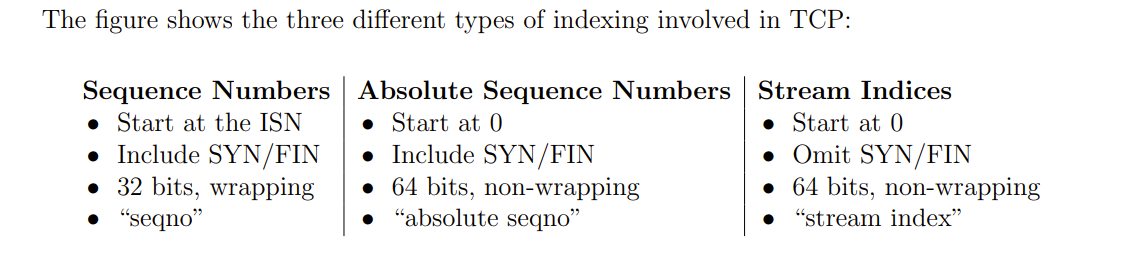 The figure shows the three different types of indexing involved in TCP:
Sequence Numbers Absolute Sequence Numbers Stream Indices
• Start at the ISN • Start at 0 • Start at 0
• Include SYN/FIN • Include SYN/FIN • Omit SYN/FIN
• 32 bits, wrapping • 64 bits, non-wrapping • 64 bits, non-wrapping
• “seqno” • “absolute seqno” • “stream index”